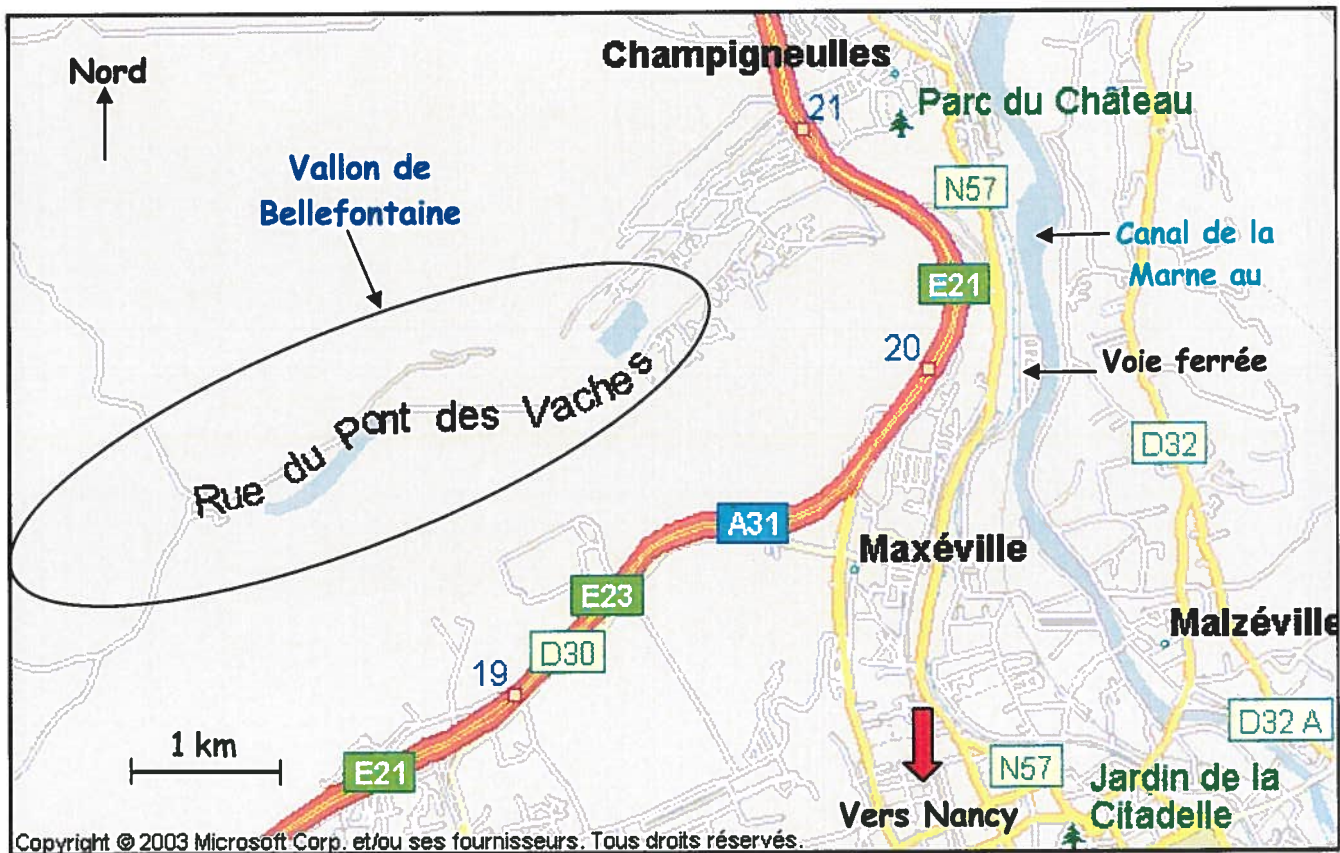 Champigneulles
Nord
Parc du Château
21
Vallon de
Bellefontaine
N57
Canal de la
Marne au
E21
20
Voie ferrée
Rue du Pont des Vaches
D32
A31
Maxéville
E23
Malzéville
D30
19
1 km
E21
D32 A
N57
Jardin de la
Citadelle
Vers Nancy
Copyright © 2003 Microsoft Corp. et/ou ses fournisseurs. Tous droits réservés.